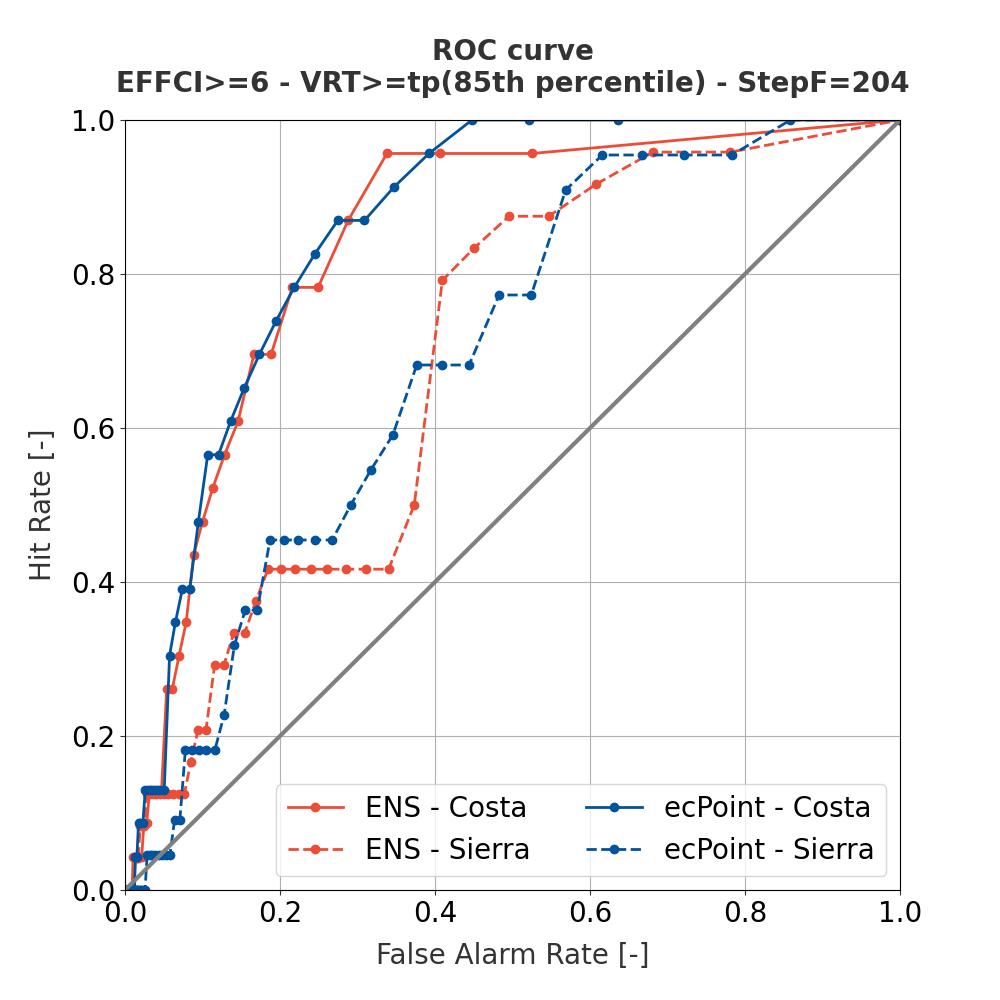 ROC curve
EFFCI>=6 - VRT>=tp(85th percentile) - StepF=204
1.0
0.8
0.6
0.4
0.2
0.0
Hit Rate [-]
ENS - Costa
ENS - Sierra
ecPoint - Costa
ecPoint - Sierra
0.0 0.2 0.4 0.6 0.8 1.0
False Alarm Rate [-]